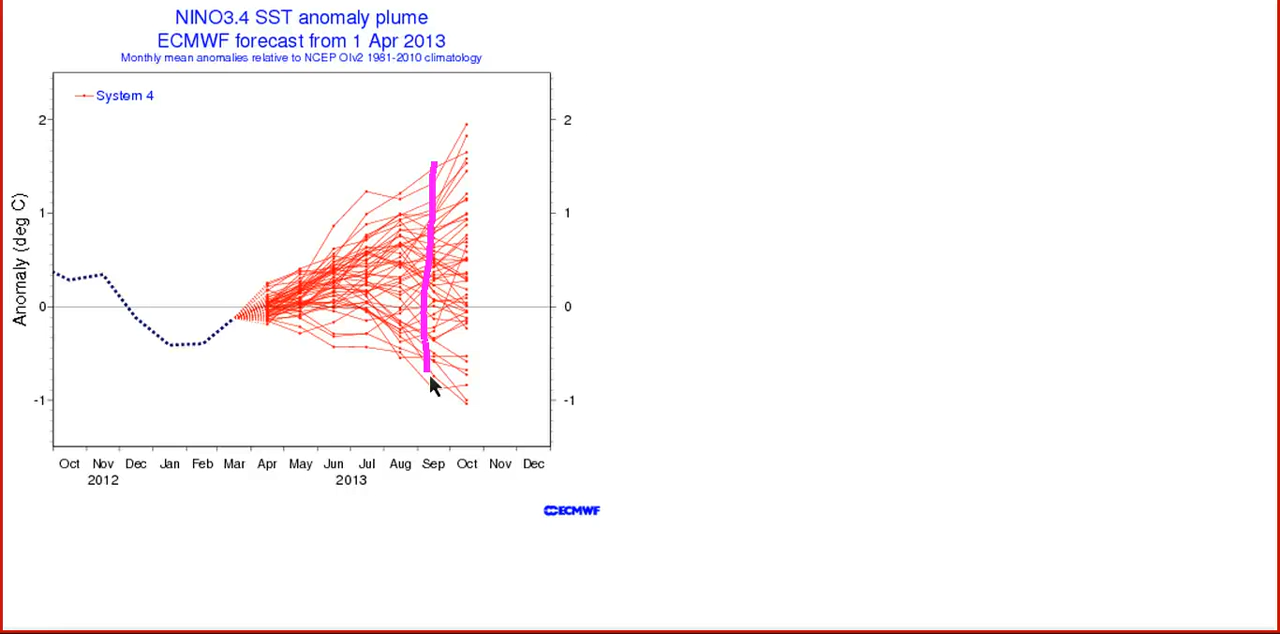 NINO3.4 SST anomaly plume
ECMWF forecast from 1 Apr 2013
Monthly mean anomalies relative to NCEP OIv2 1981-2010 climatology
System 4
2
2
1
1
Anomaly (deg C)
0
0
-1
-1
Oct Nov Dec Jan Feb Mar Apr May Jun Jul Aug Sep Oct Nov Dec
2012 2013
ECMWF